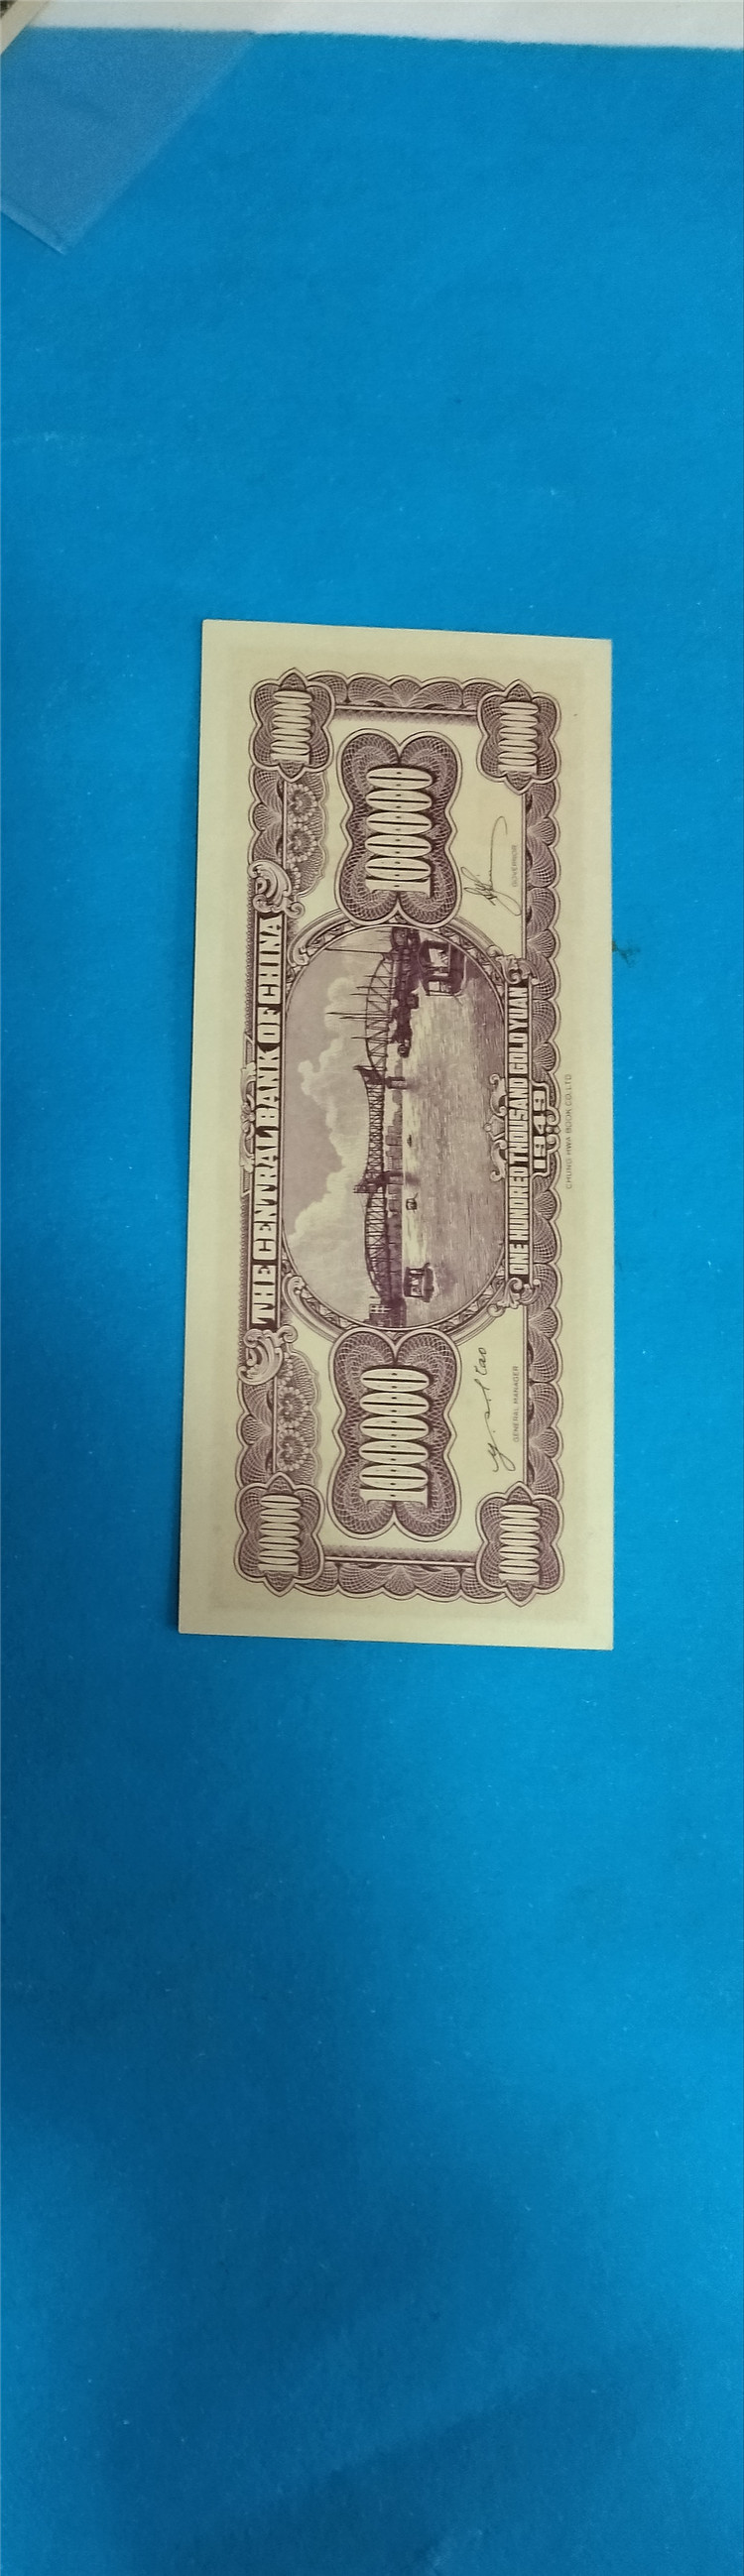 THE CENTRAL BANK OF CHINA
100000 100000
100000 100000
GENERAL MANAGER GOVERNOR
ONE HUNDRED THOUSAND GOLD YUAN
100000 1949 100000
CHUNG HWA BOOK CO. LTD